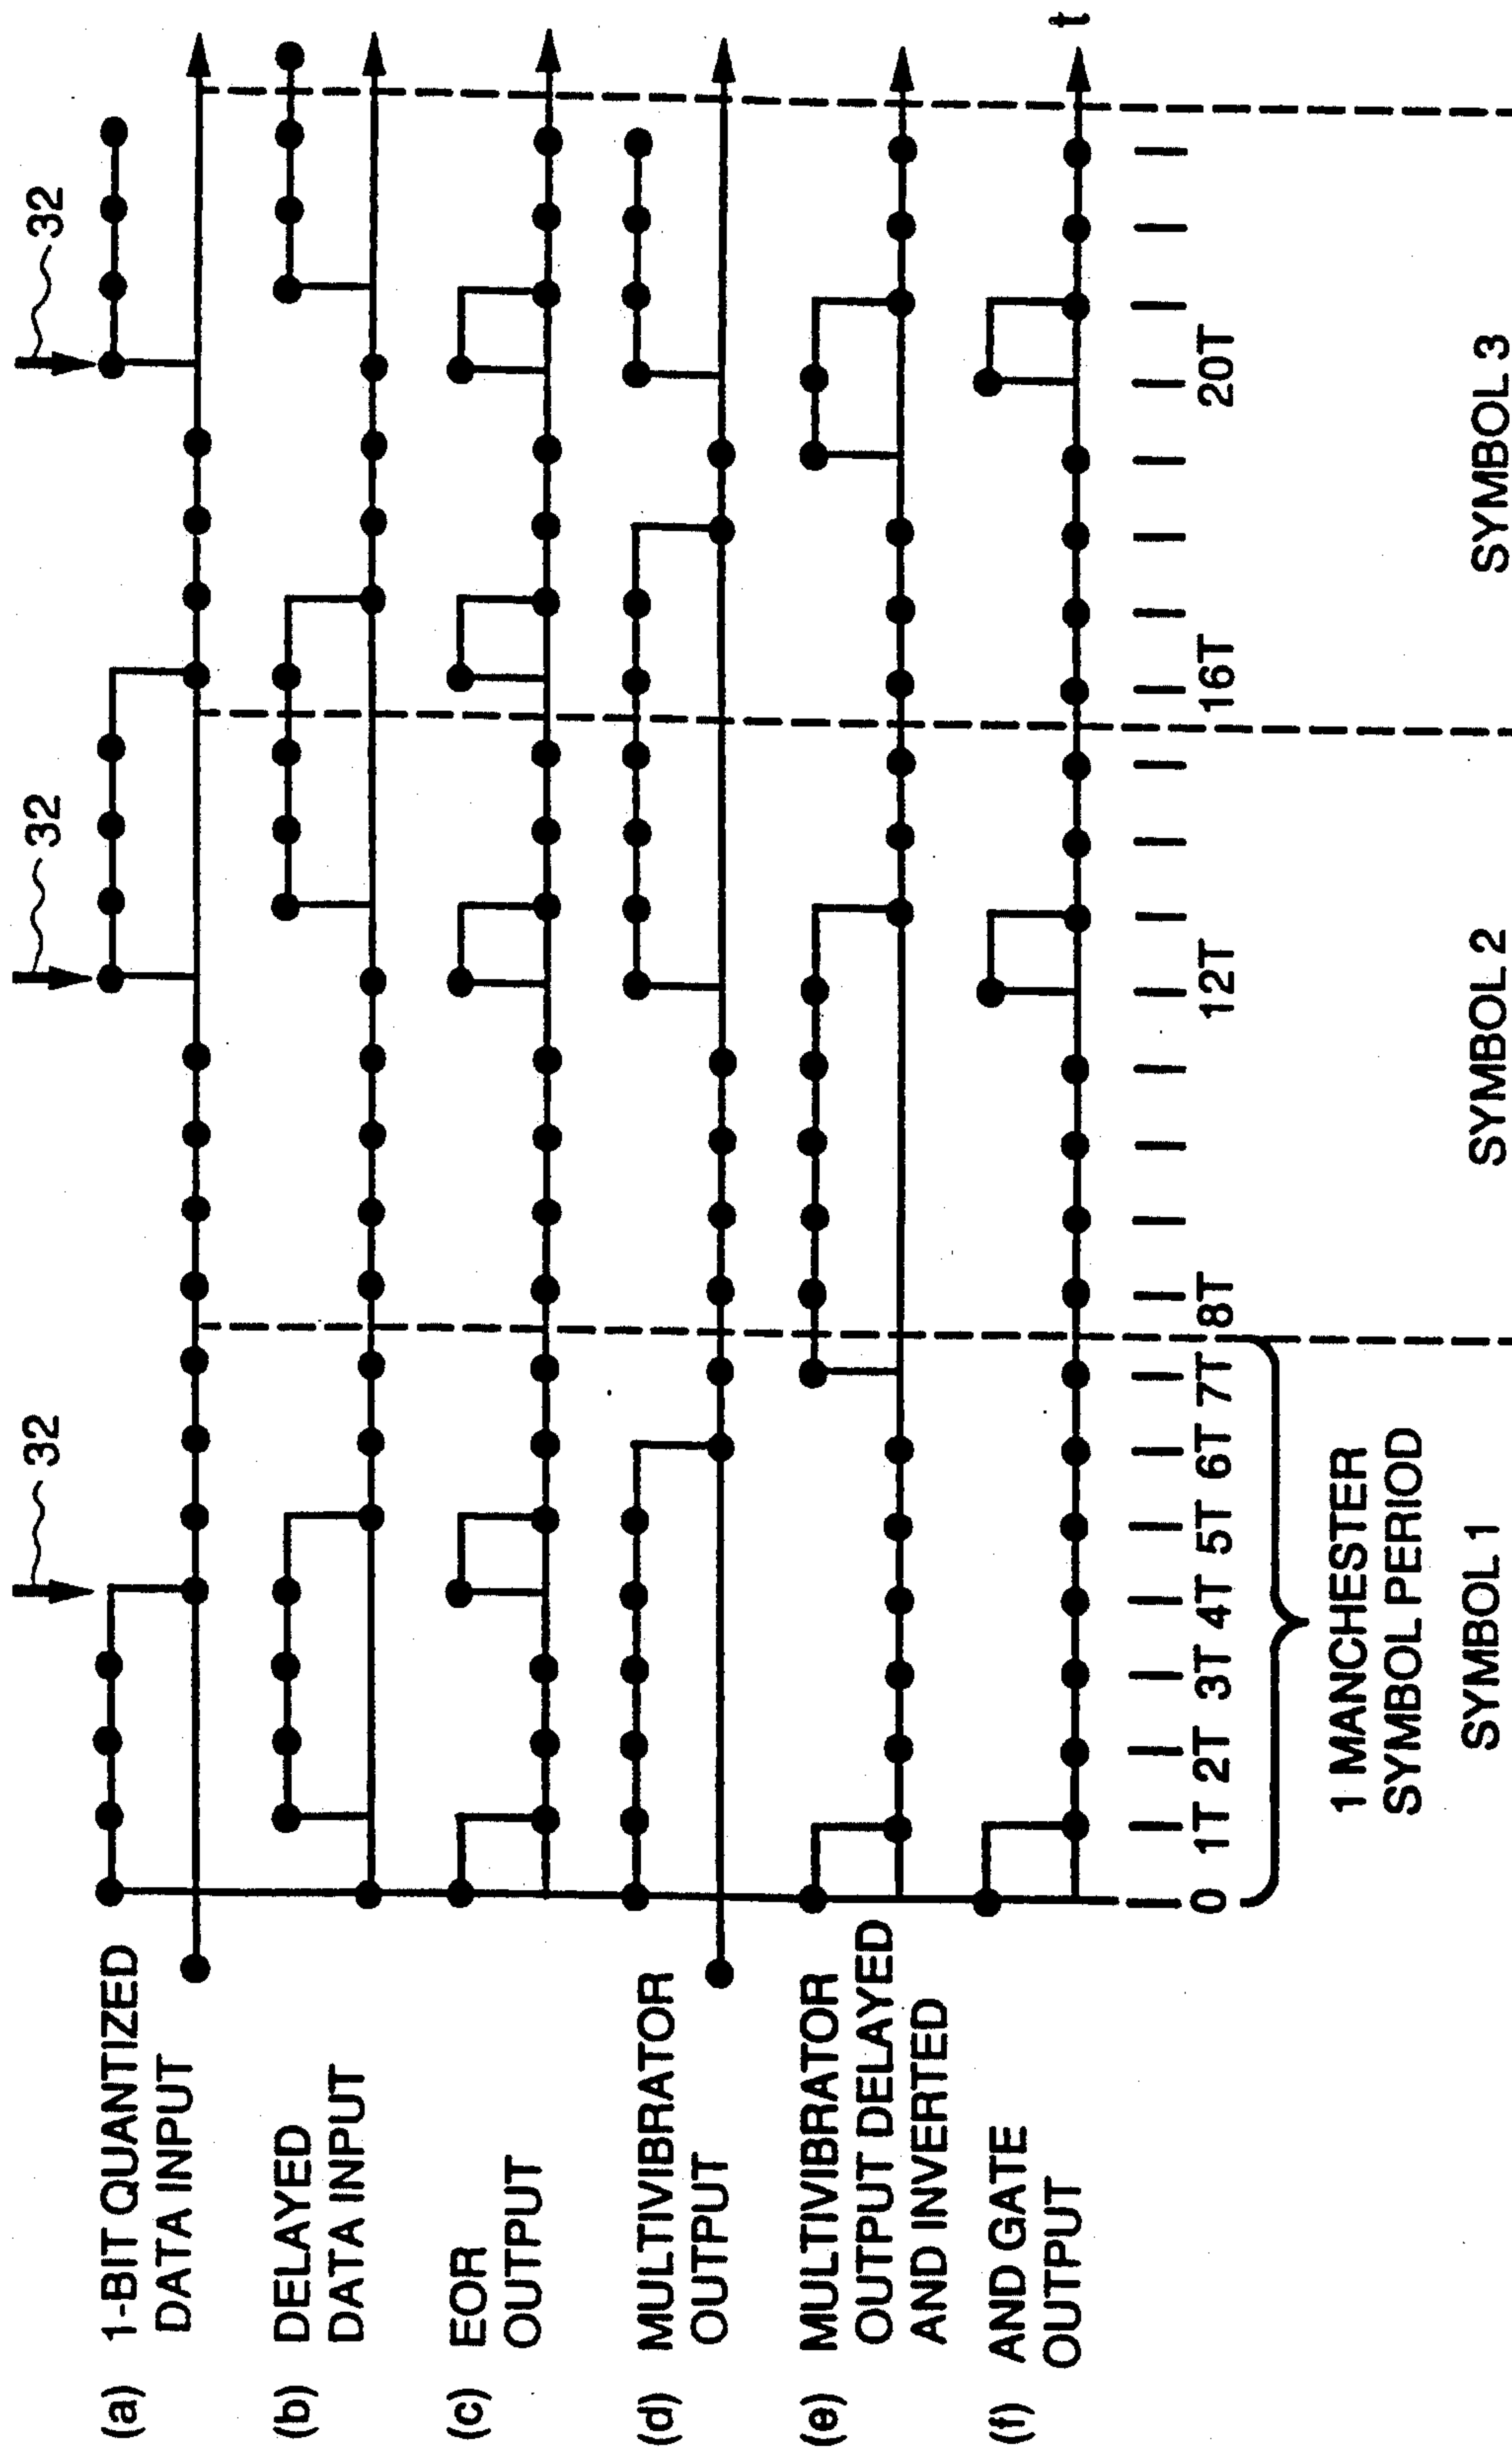 32
32
32
(a) 1-BIT QUANTIZED
DATA INPUT
(b) DELAYED
DATA INPUT
(c) EOR
OUTPUT
(d) MULTIVIBRATOR
OUTPUT
(e) MULTIVIBRATOR
OUTPUT DELAYED
AND INVERTED
(f) AND GATE
OUTPUT
t
0 1T 2T 3T 4T 5T 6T 7T 8T 12T 16T 20T
1 MANCHESTER
SYMBOL PERIOD
SYMBOL 1 SYMBOL 2 SYMBOL 3